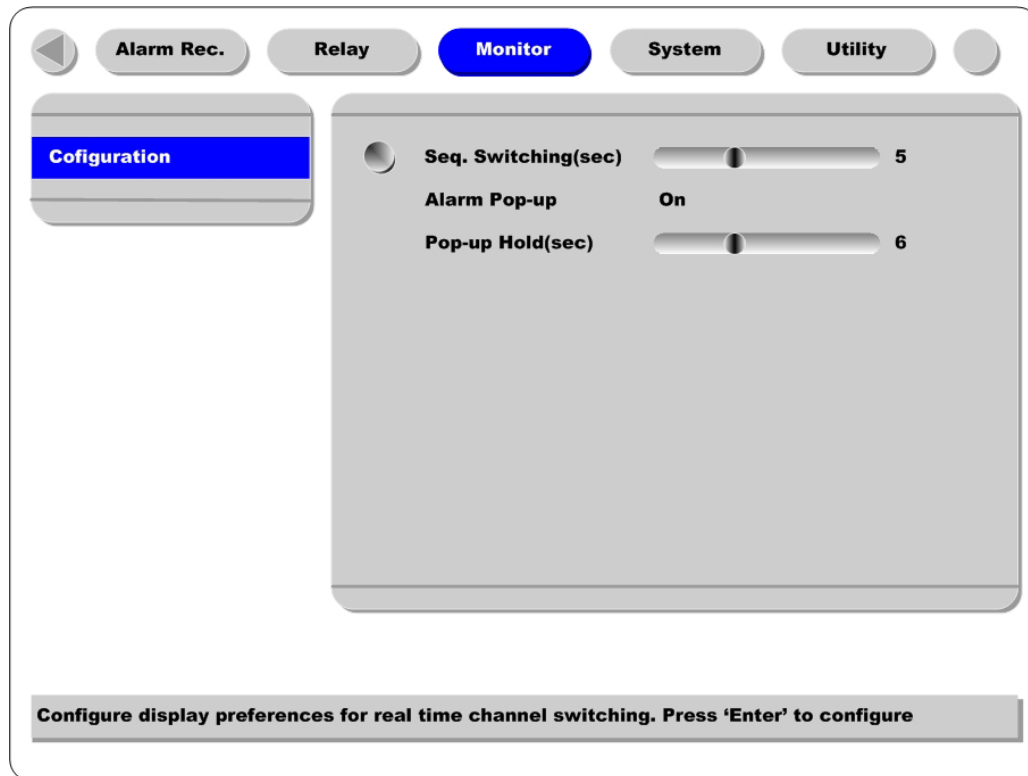 Alarm Rec. Relay Monitor System Utility
Cofiguration
Seq. Switching(sec) 5
Alarm Pop-up On
Pop-up Hold(sec) 6
Configure display preferences for real time channel switching. Press ‘Enter’ to configure